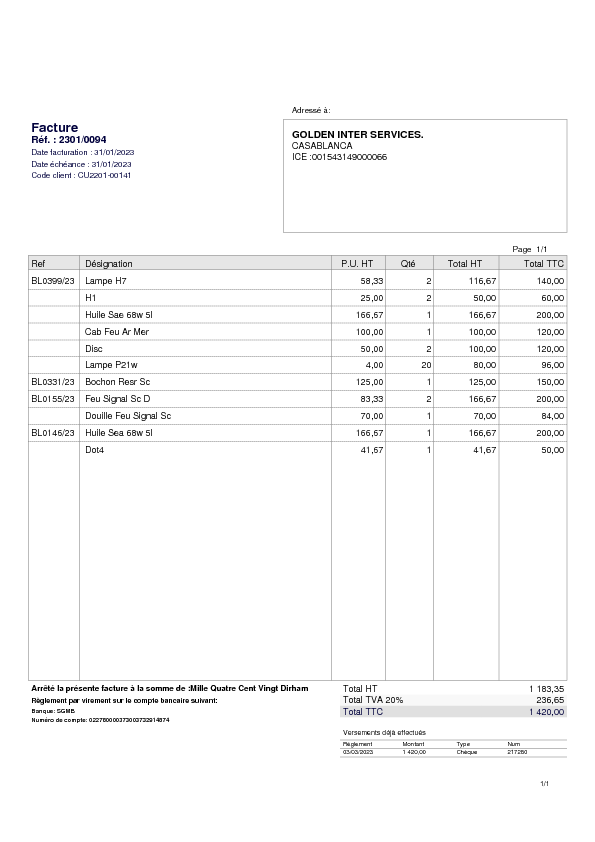 Adressé à:
Facture
Réf. : 2301/0094
Date facturation : 31/01/2023
Date échéance : 31/01/2023
Code client : CU2201-00141
GOLDEN INTER SERVICES.
CASABLANCA
ICE :001543149000066
Page 1/1
Ref Désignation P.U. HT Qté Total HT Total TTC
BL0399/23 Lampe H7 58,33 2 116,67 140,00
H1 25,00 2 50,00 60,00
Huile Sae 68w 5l 166,67 1 166,67 200,00
Cab Feu Ar Mer 100,00 1 100,00 120,00
Disc 50,00 2 100,00 120,00
Lampe P21w 4,00 20 80,00 96,00
BL0331/23 Bochon Resr Sc 125,00 1 125,00 150,00
BL0155/23 Feu Signal Sc D 83,33 2 166,67 200,00
Douille Feu Signal Sc 70,00 1 70,00 84,00
BL0146/23 Huile Sea 68w 5l 166,67 1 166,67 200,00
Dot4 41,67 1 41,67 50,00
Arrêté la présente facture à la somme de :Mille Quatre Cent Vingt Dirham
Règlement par virement sur le compte bancaire suivant:
Banque: SGMB
Numéro de compte:
Total HT 1 183,35
Total TVA 20% 236,65
Total TTC 1 420,00
Versements déjà effectués
Règlement Montant Type Num
03/03/2023 1 420,00 Chèque 217280
1/1